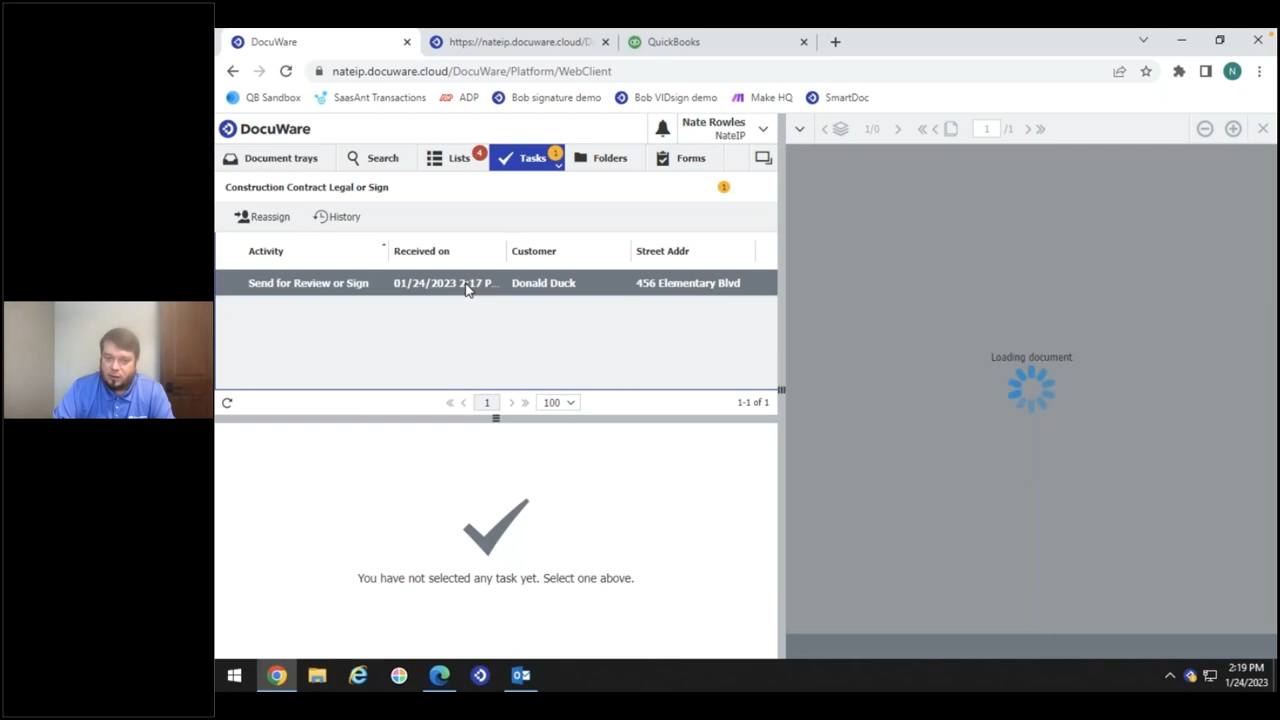 DocuWare
https://nateip.docuware.cloud/D
QuickBooks
nateip.docuware.cloud/DocuWare/Platform/WebClient
N
QB Sandbox
SaasAnt Transactions
ADP
Bob signature demo
Bob VIDsign demo
Make HQ
SmartDoc
DocuWare
Nate Rowles
NateIP
1/0
1
/1
Document trays
Search
Lists
4
Tasks
1
Folders
Forms
Construction Contract Legal or Sign
1
Reassign
History
Activity
Received on
Customer
Street Addr
Send for Review or Sign
01/24/2023 2:17 P...
Donald Duck
456 Elementary Blvd
Loading document
1
100
1-1 of 1
You have not selected any task yet. Select one above.
2:19 PM
1/24/2023